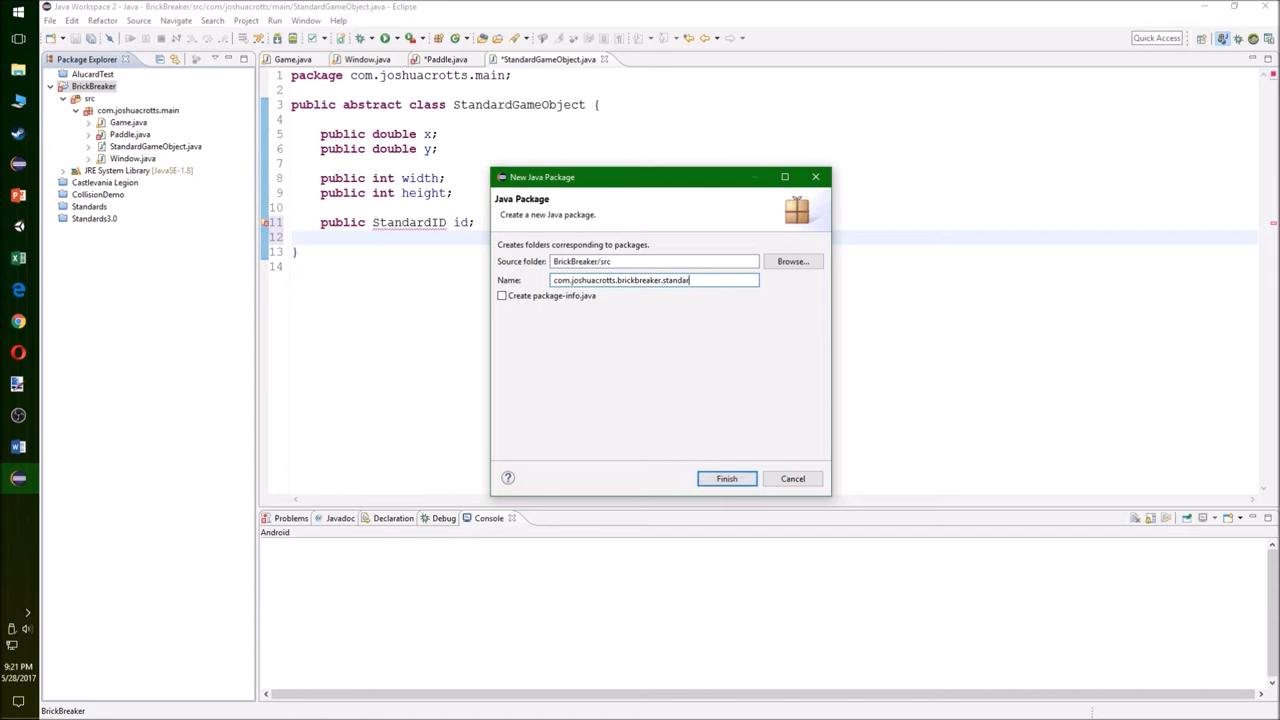 Java Workspace 2 - Java - BrickBreaker/src/com/joshuacrotts/main/StandardGameObject.java - Eclipse
File Edit Refactor Source Navigate Search Project Run Window Help
Quick Access
Package Explorer
Game.java Window.java *Paddle.java *StandardGameObject.java
AlucardTest
BrickBreaker
src
com.joshuacrotts.main
Game.java
Paddle.java
StandardGameObject.java
Window.java
JRE System Library [JavaSE-1.8]
Castlevania Legion
CollisionDemo
Standards
Standards3.0
1 package com.joshuacrotts.main;
2
3 public abstract class StandardGameObject {
5 public double x;
6 public double y;
7
8 public int width;
9 public int height;
10
11 public StandardID id;
12
13 }
14
New Java Package
Java Package
Create a new Java package.
Creates folders corresponding to packages.
Source folder: BrickBreaker/src Browse...
Name: com.joshuacrotts.brickbreaker.standar
Create package-info.java
? Finish Cancel
Problems Javadoc Declaration Debug Console
Android
9:21 PM
5/28/2017
BrickBreaker